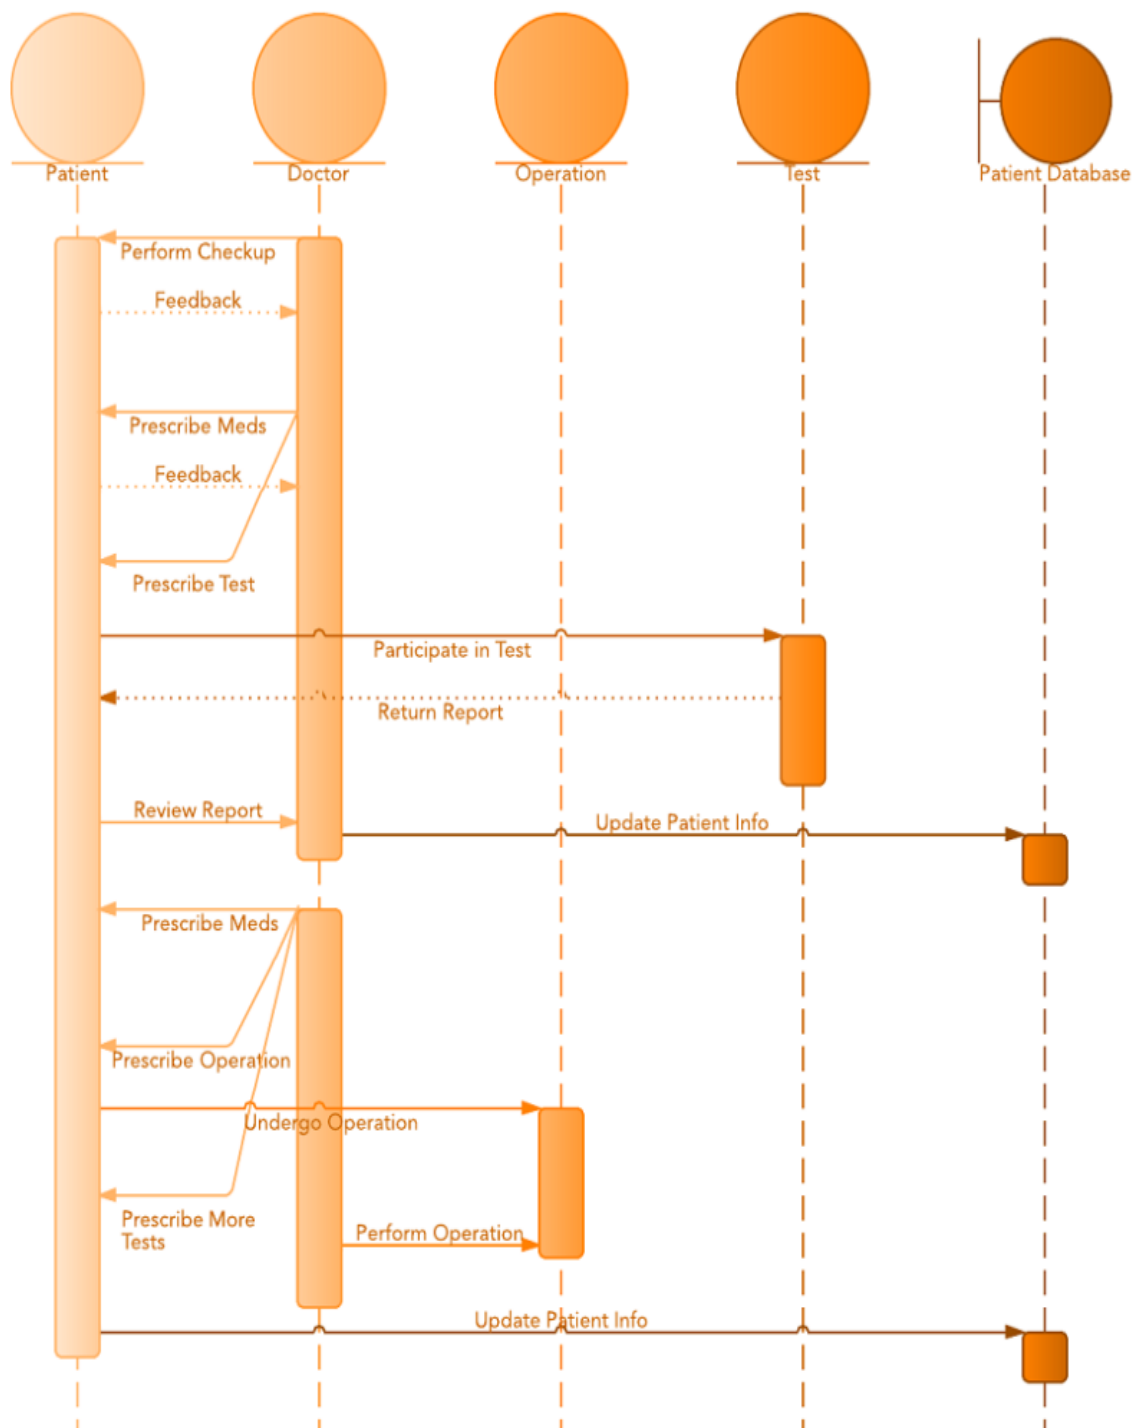 Patient
Doctor
Operation
Test
Patient Database
Perform Checkup
Feedback
Prescribe Meds
Feedback
Prescribe Test
Participate in Test
Return Report
Review Report
Update Patient Info
Prescribe Meds
Prescribe Operation
Undergo Operation
Prescribe More
Tests
Perform Operation
Update Patient Info